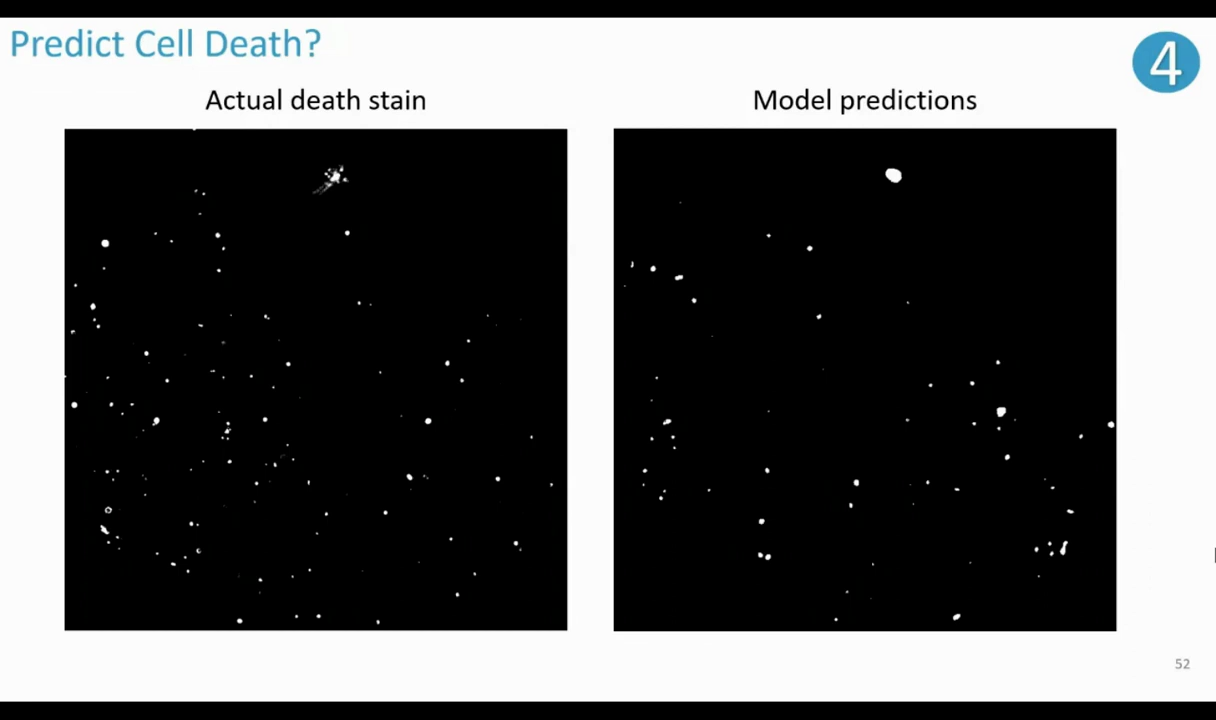 Predict Cell Death?
4
Actual death stain
Model predictions
52